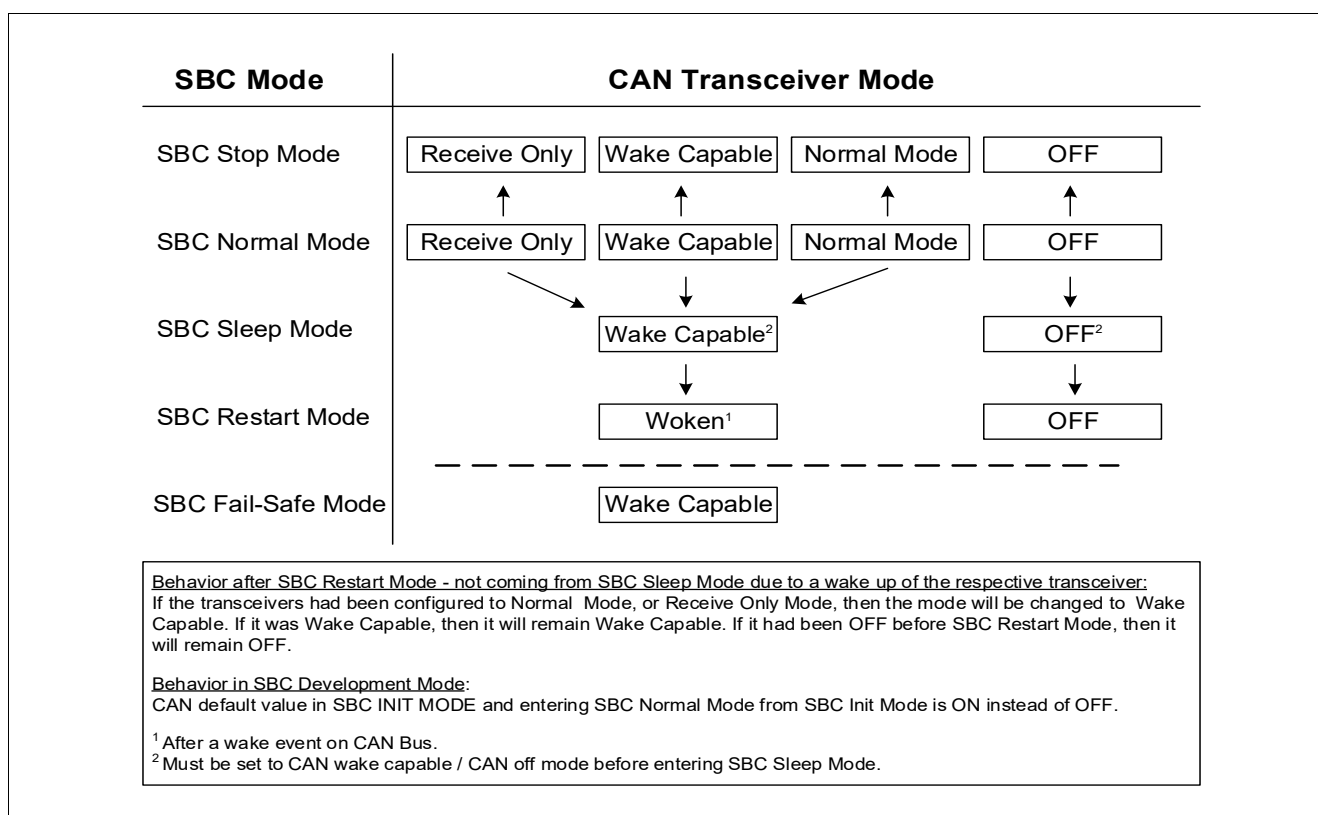 SBC Mode CAN Transceiver Mode
SBC Stop Mode Receive Only Wake Capable Normal Mode OFF
SBC Normal Mode Receive Only Wake Capable Normal Mode OFF
SBC Sleep Mode Wake Capable² OFF²
SBC Restart Mode Woken¹ OFF
SBC Fail-Safe Mode Wake Capable
Behavior after SBC Restart Mode - not coming from SBC Sleep Mode due to a wake up of the respective transceiver:
If the transceivers had been configured to Normal Mode, or Receive Only Mode, then the mode will be changed to Wake
Capable. If it was Wake Capable, then it will remain Wake Capable. If it had been OFF before SBC Restart Mode, then it
will remain OFF.
Behavior in SBC Development Mode:
CAN default value in SBC INIT MODE and entering SBC Normal Mode from SBC Init Mode is ON instead of OFF.
¹ After a wake event on CAN Bus.
² Must be set to CAN wake capable / CAN off mode before entering SBC Sleep Mode.